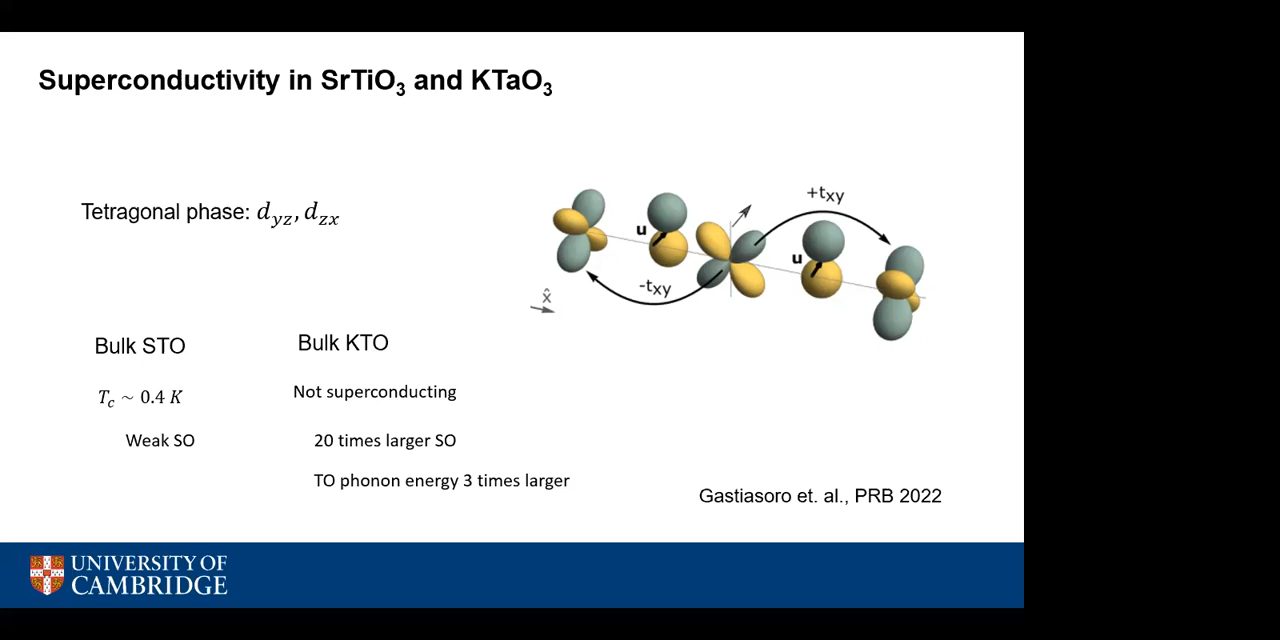 Superconductivity in SrTiO₃ and KTaO₃
Tetragonal phase: d_yz, d_zx
+t_xy
u
u
-t_xy
x̂
Bulk STO
Bulk KTO
T_c ~ 0.4 K
Not superconducting
Weak SO
20 times larger SO
TO phonon energy 3 times larger
Gastiasoro et. al., PRB 2022
UNIVERSITY OF
CAMBRIDGE